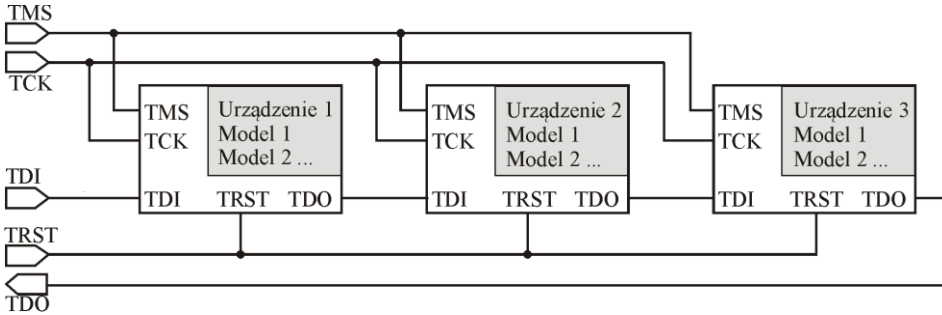 TMS
TCK
TMS
TCK
Urządzenie 1
Model 1
Model 2 ...
TMS
TCK
Urządzenie 2
Model 1
Model 2 ...
TMS
TCK
Urządzenie 3
Model 1
Model 2 ...
TDI
TDI TRST TDO
TDI TRST TDO
TDI TRST TDO
TRST
TDO